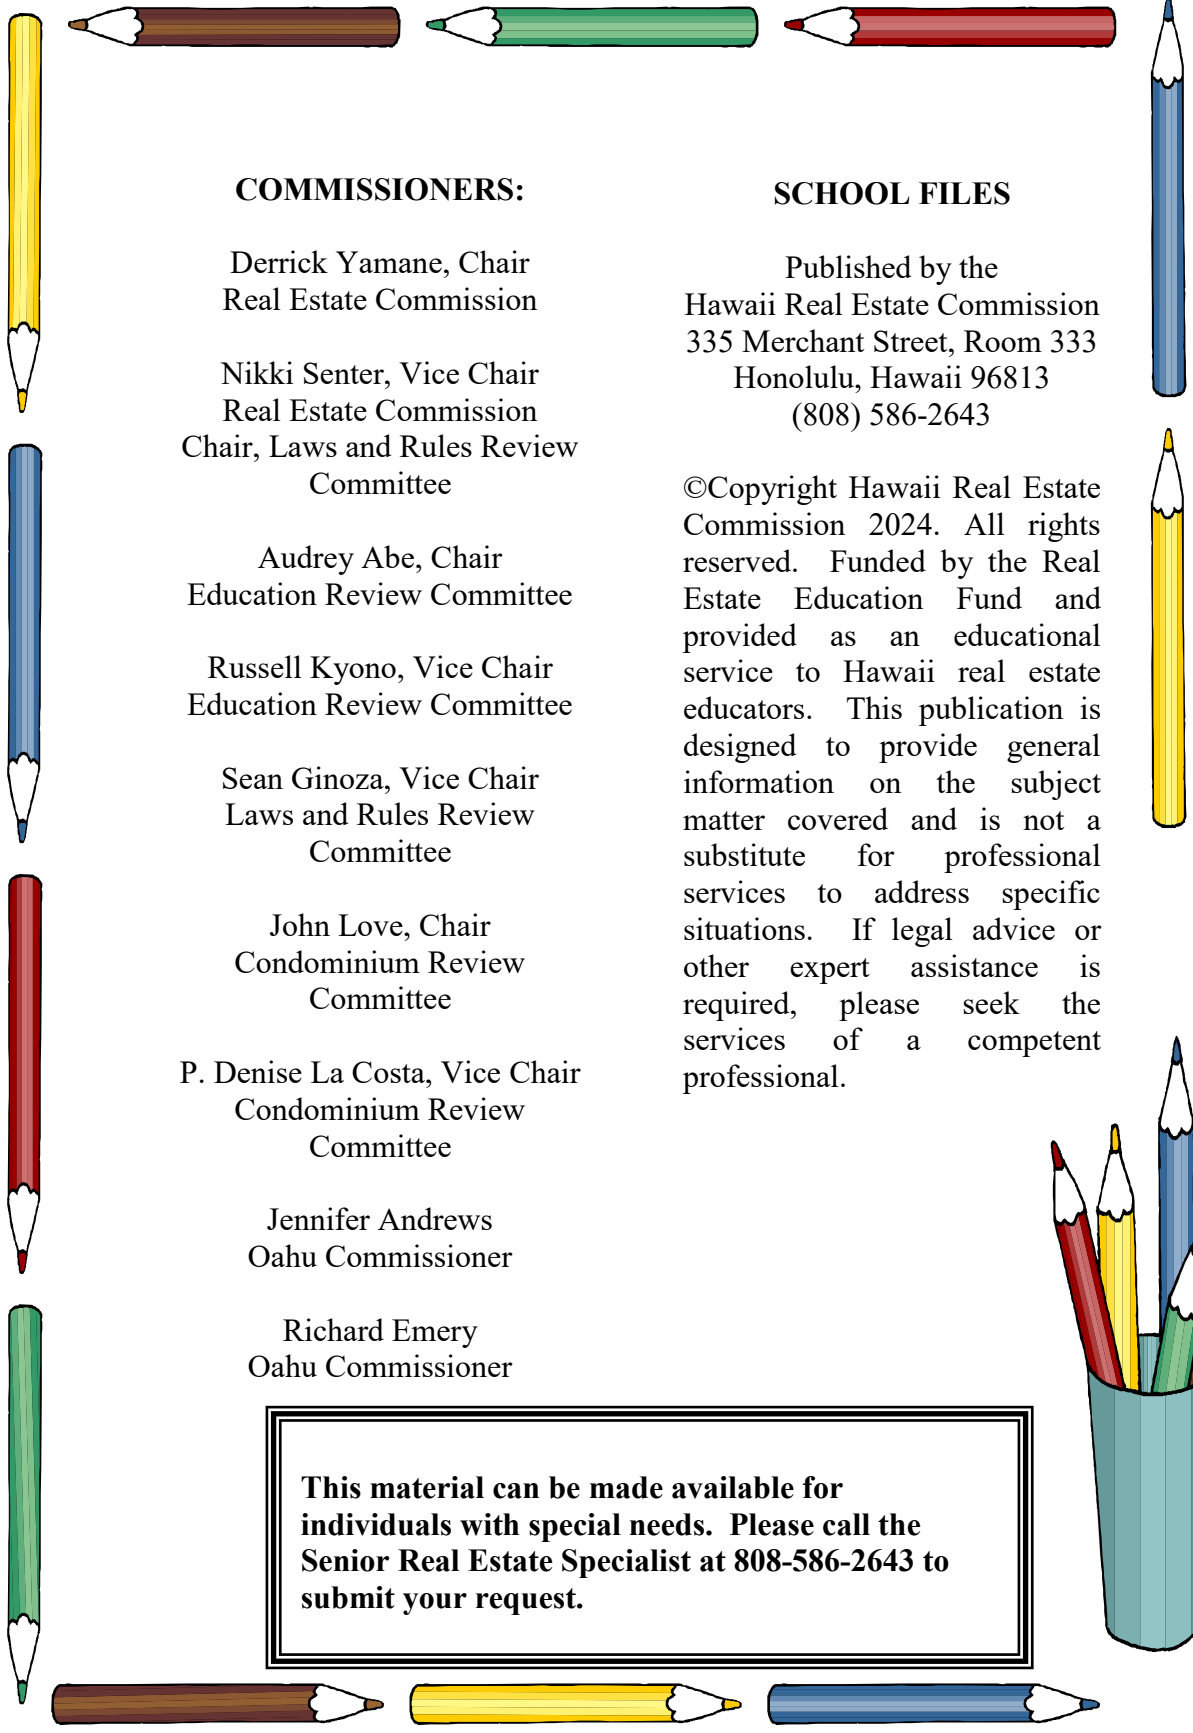 COMMISSIONERS:
Derrick Yamane, Chair
Real Estate Commission
Nikki Senter, Vice Chair
Real Estate Commission
Chair, Laws and Rules Review
Committee
Audrey Abe, Chair
Education Review Committee
Russell Kyono, Vice Chair
Education Review Committee
Sean Ginoza, Vice Chair
Laws and Rules Review
Committee
John Love, Chair
Condominium Review
Committee
P. Denise La Costa, Vice Chair
Condominium Review
Committee
Jennifer Andrews
Oahu Commissioner
Richard Emery
Oahu Commissioner
SCHOOL FILES
Published by the
Hawaii Real Estate Commission
335 Merchant Street, Room 333
Honolulu, Hawaii 96813
(808) 586-2643
©Copyright Hawaii Real Estate
Commission 2024. All rights
reserved. Funded by the Real
Estate Education Fund and
provided as an educational
service to Hawaii real estate
educators. This publication is
designed to provide general
information on the subject
matter covered and is not a
substitute for professional
services to address specific
situations. If legal advice or
other expert assistance is
required, please seek the
services of a competent
professional.
This material can be made available for
individuals with special needs. Please call the
Senior Real Estate Specialist at 808-586-2643 to
submit your request.